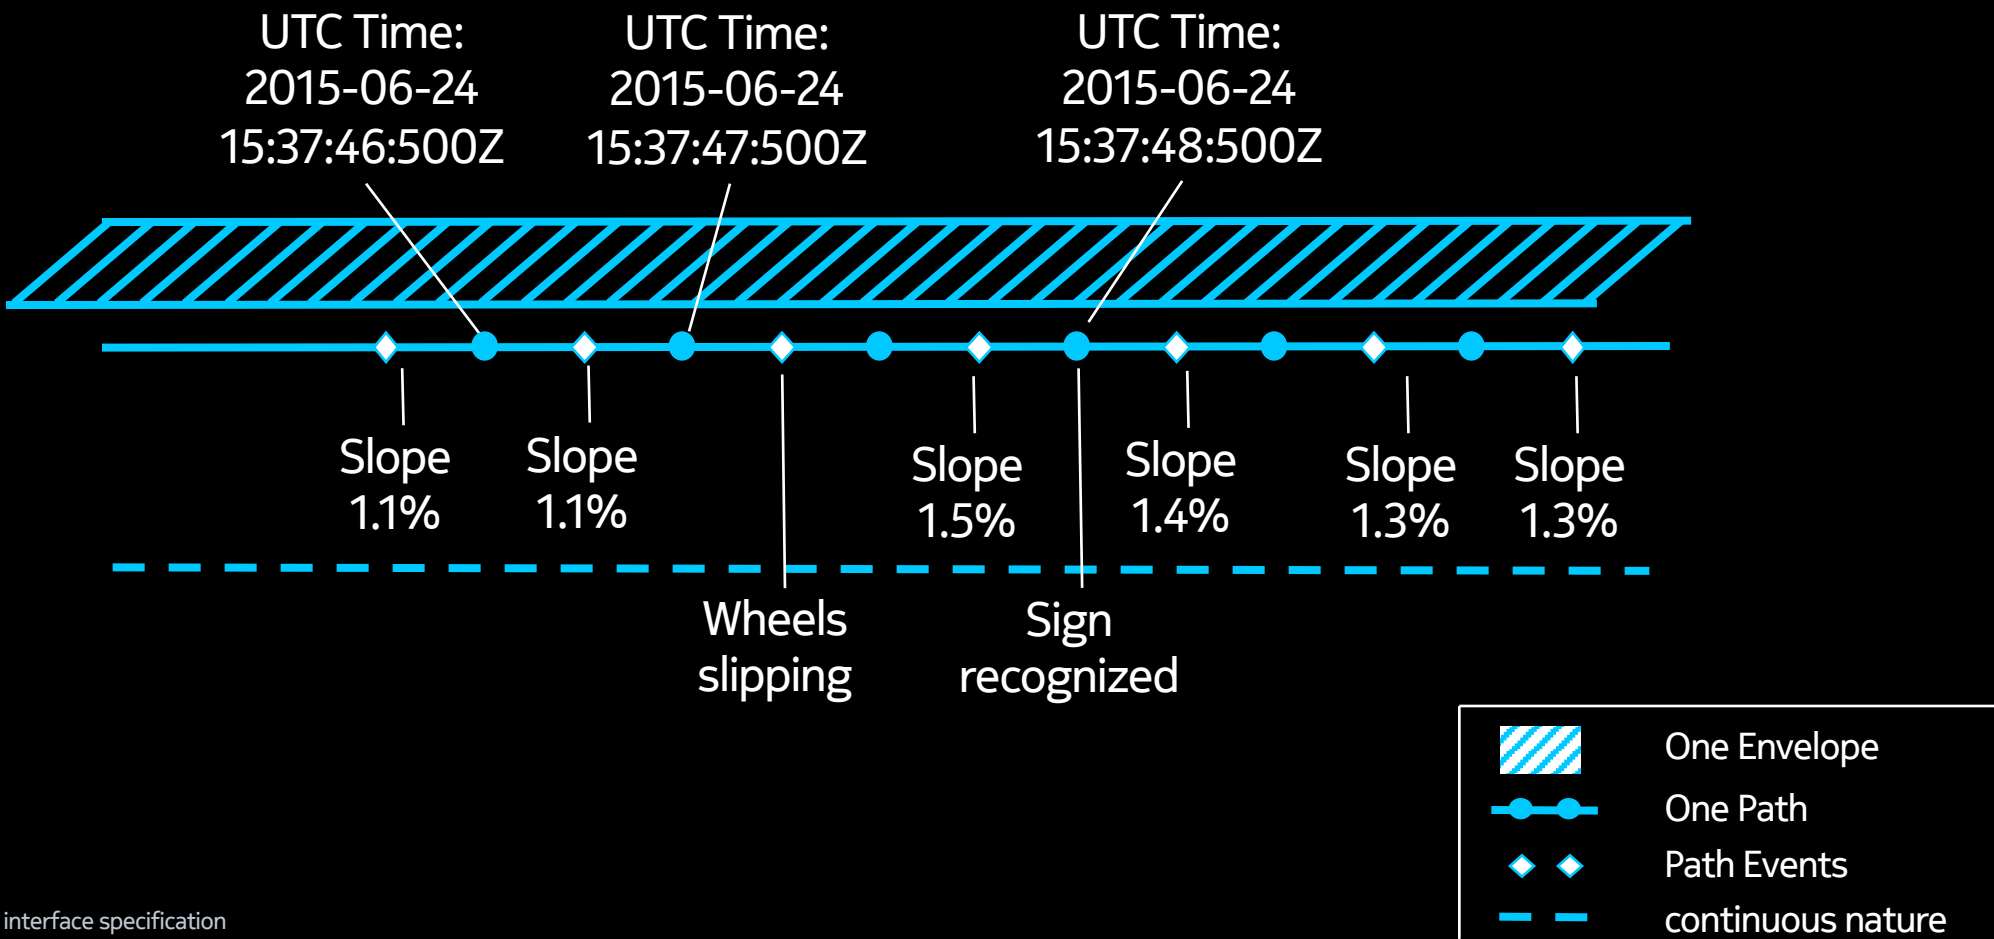 UTC Time:
2015-06-24
15:37:46:500Z
UTC Time:
2015-06-24
15:37:47:500Z
UTC Time:
2015-06-24
15:37:48:500Z
Slope
1.1%
Slope
1.1%
Slope
1.5%
Slope
1.4%
Slope
1.3%
Slope
1.3%
Wheels
slipping
Sign
recognized
One Envelope
One Path
Path Events
continuous nature
interface specification